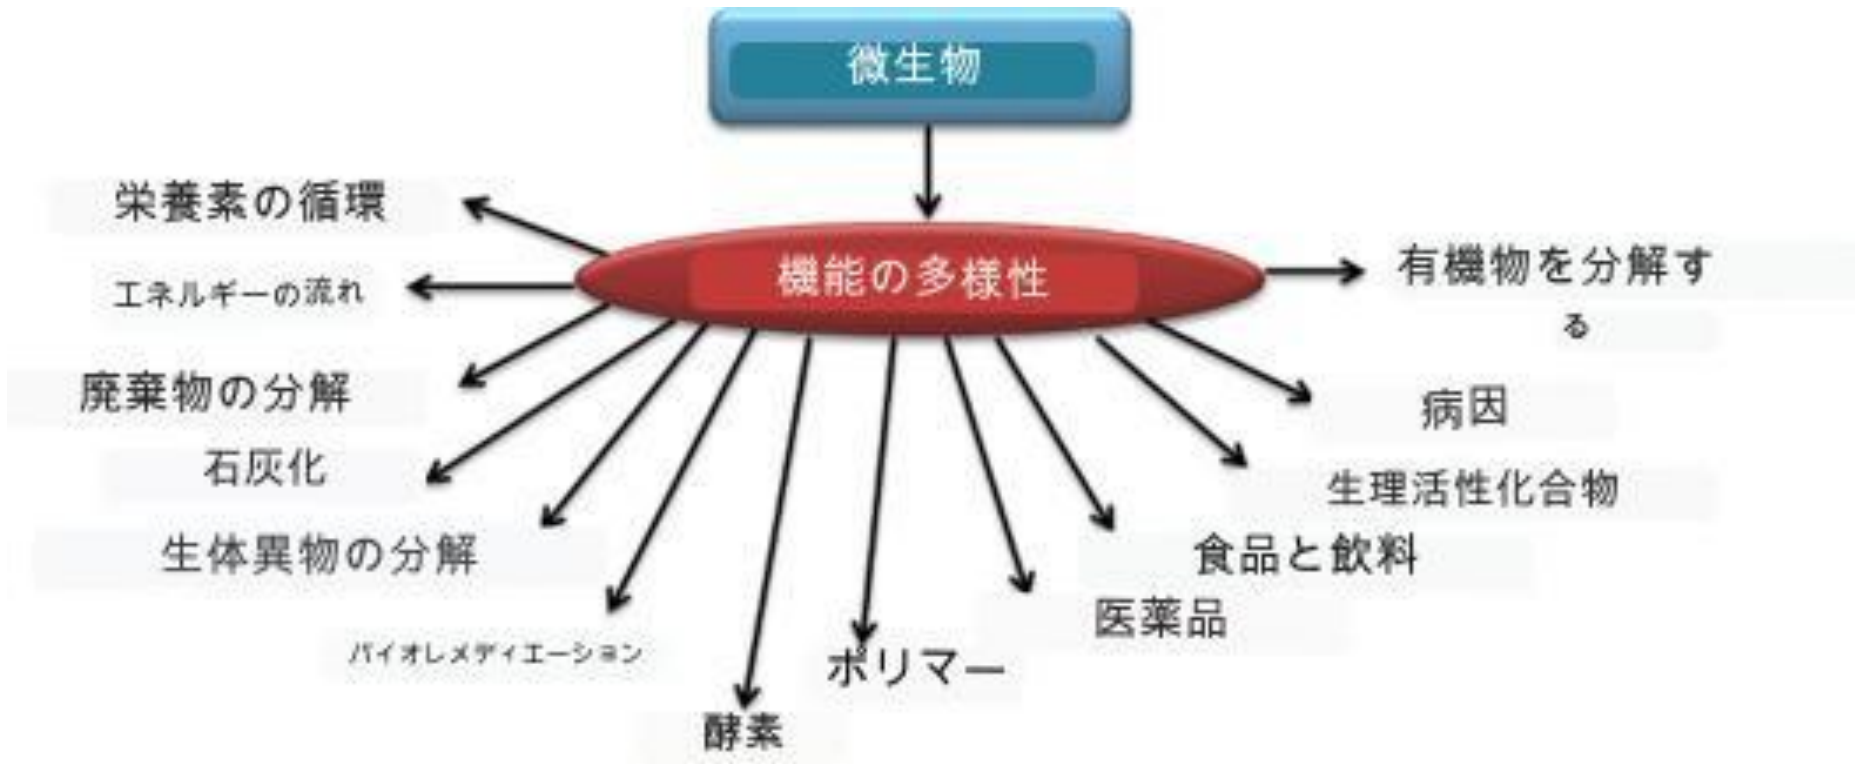 微生物
栄養素の循環
機能の多様性
有機物を分解す
る
エネルギーの流れ
廃棄物の分解
病因
石灰化
生理活性化合物
生体異物の分解
食品と飲料
医薬品
バイオレメディエーション
ポリマー
酵素